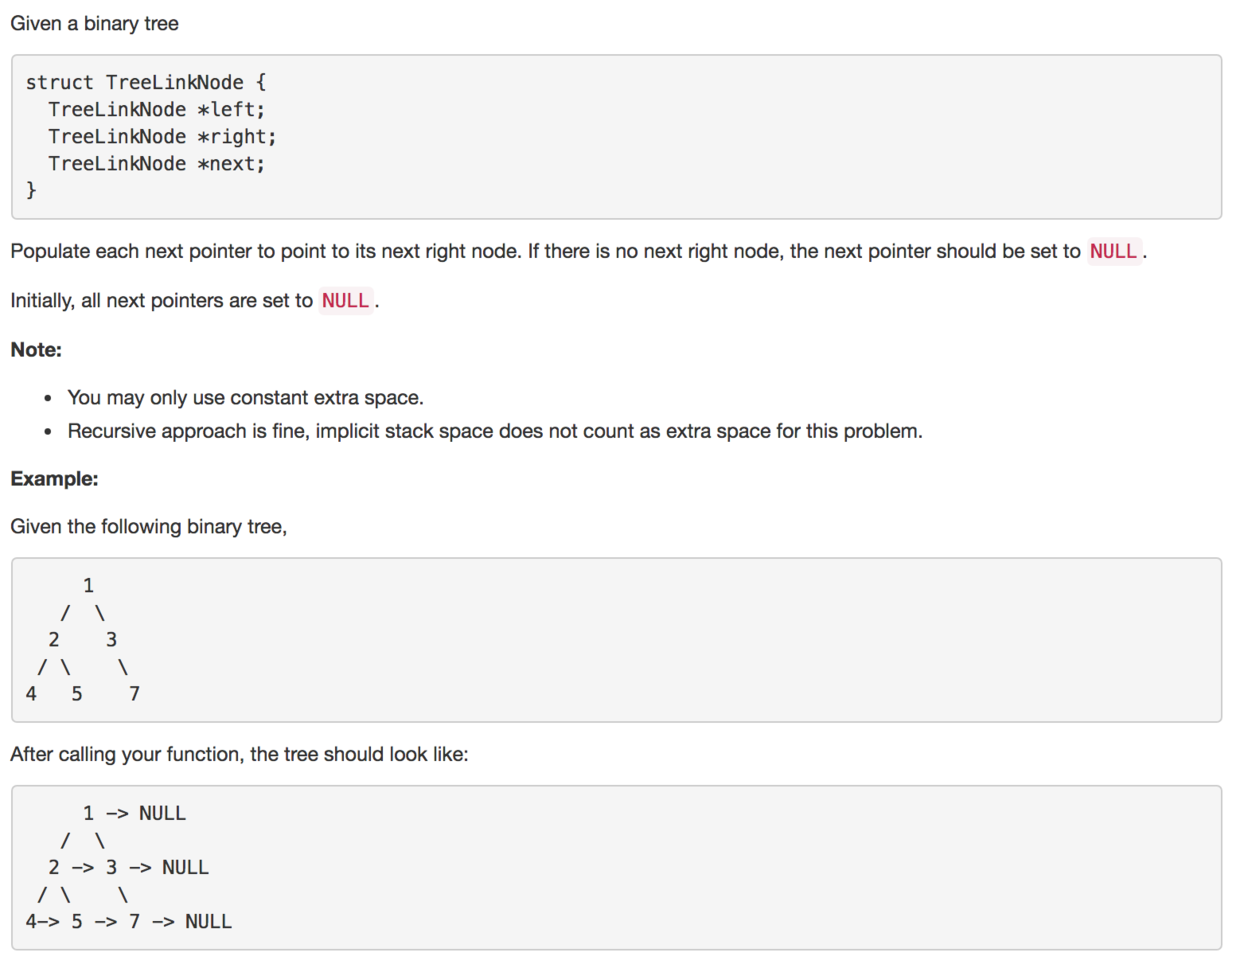 Given a binary tree
struct TreeLinkNode {
  TreeLinkNode *left;
  TreeLinkNode *right;
  TreeLinkNode *next;
}
Populate each next pointer to point to its next right node. If there is no next right node, the next pointer should be set to NULL.
Initially, all next pointers are set to NULL.
Note:
• You may only use constant extra space.
• Recursive approach is fine, implicit stack space does not count as extra space for this problem.
Example:
Given the following binary tree,
     1
   /  \
  2    3
 / \    \
4   5    7
After calling your function, the tree should look like:
     1 -> NULL
   /  \
  2 -> 3 -> NULL
 / \    \
4-> 5 -> 7 -> NULL